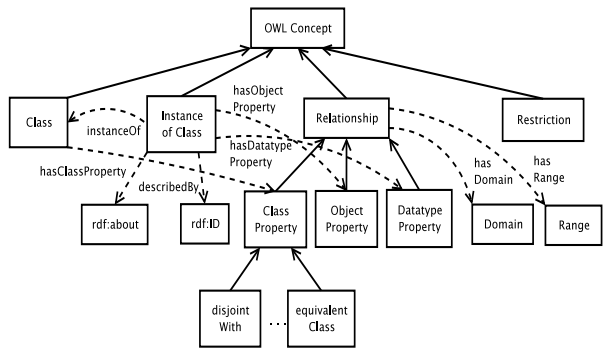 OWL Concept
hasObject
Property
Class
Instance
of Class
Relationship
Restriction
instanceOf
hasDatatype
Property
has
Domain
has
Range
hasClassProperty
describedBy
rdf:about
rdf:ID
Class
Property
Object
Property
Datatype
Property
Domain
Range
disjoint
With
...
equivalent
Class